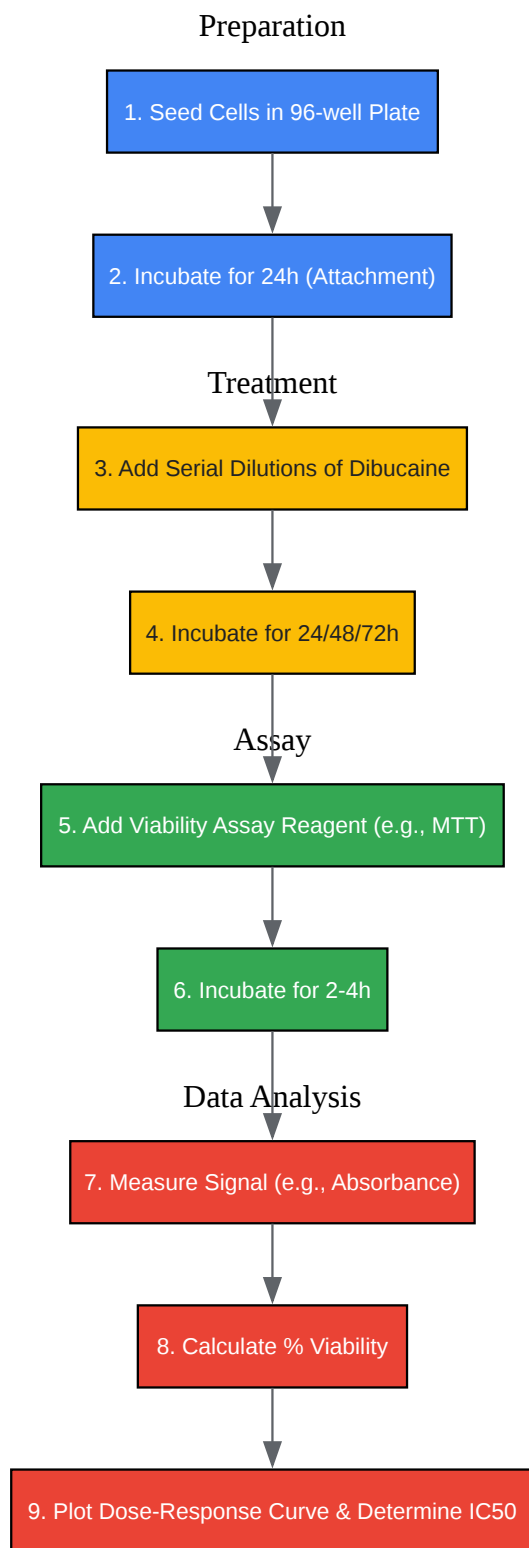 Preparation
1. Seed Cells in 96-well Plate
2. Incubate for 24h (Attachment)
Treatment
3. Add Serial Dilutions of Dibucaine
4. Incubate for 24/48/72h
Assay
5. Add Viability Assay Reagent (e.g., MTT)
6. Incubate for 2-4h
Data Analysis
7. Measure Signal (e.g., Absorbance)
8. Calculate % Viability
9. Plot Dose-Response Curve & Determine IC50